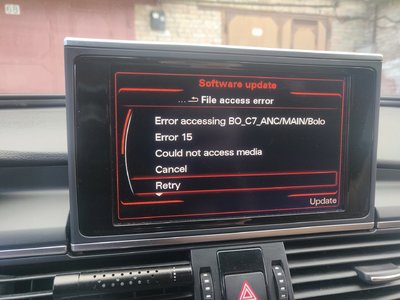 68
Software update
... File access error
Error accessing BO_C7_ANC/MAIN/Bolo
Error 15
Could not access media
Cancel
Retry
Update